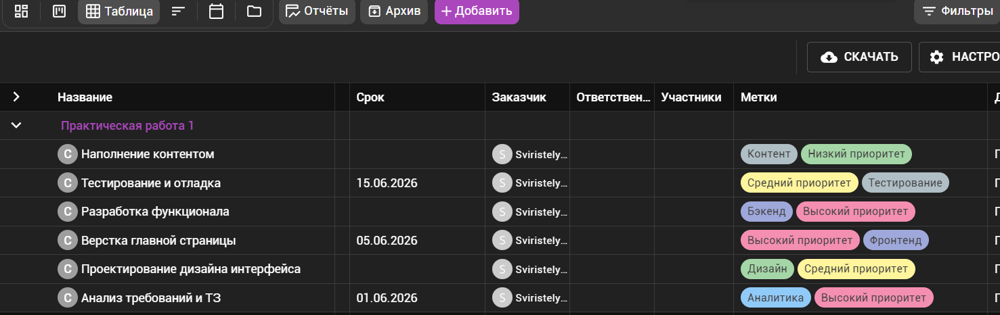 Таблица Отчёты Архив + Добавить Фильтры
СКАЧАТЬ НАСТРО
Название Срок Заказчик Ответствен... Участники Метки
Практическая работа 1
С Наполнение контентом S Sviristely... Контент Низкий приоритет
С Тестирование и отладка 15.06.2026 S Sviristely... Средний приоритет Тестирование
С Разработка функционала S Sviristely... Бэкенд Высокий приоритет
С Верстка главной страницы 05.06.2026 S Sviristely... Высокий приоритет Фронтенд
С Проектирование дизайна интерфейса S Sviristely... Дизайн Средний приоритет
С Анализ требований и ТЗ 01.06.2026 S Sviristely... Аналитика Высокий приоритет